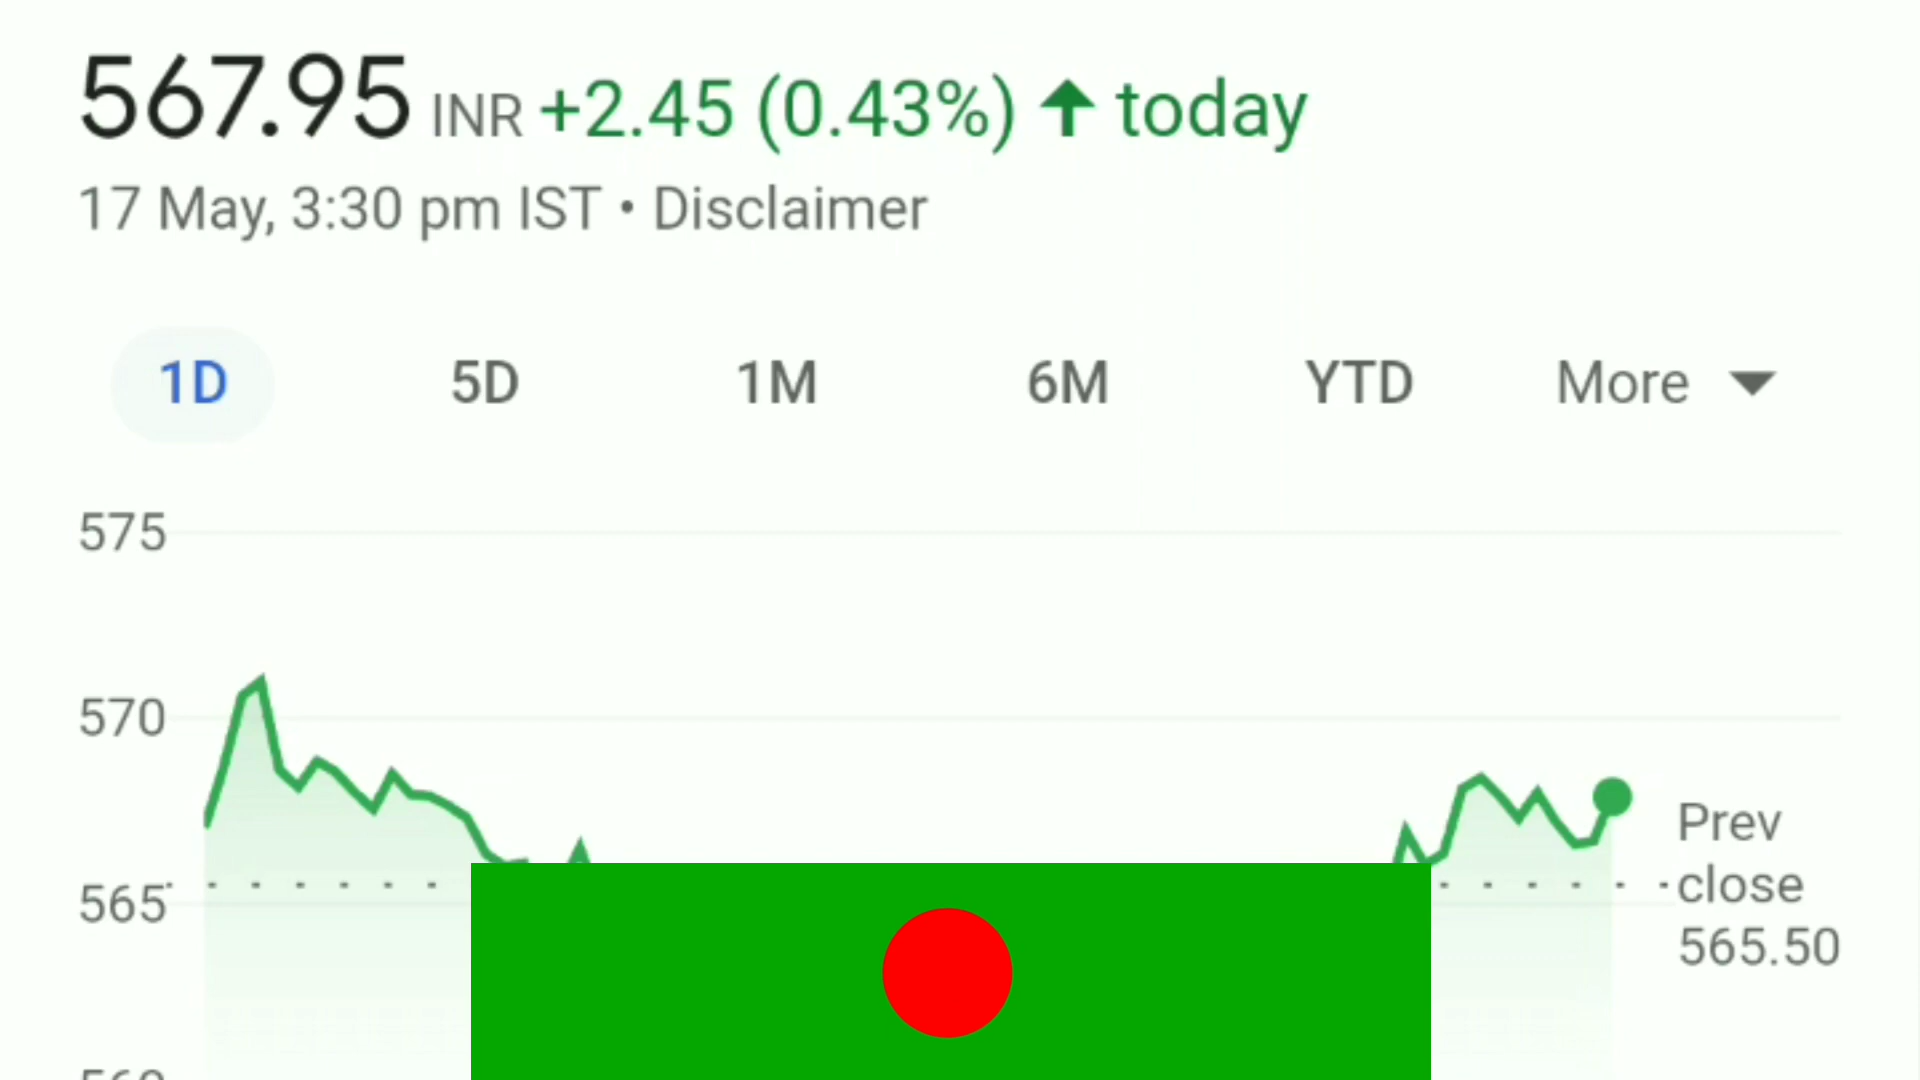 567.95 INR +2.45 (0.43%) ↑ today
17 May, 3:30 pm IST • Disclaimer
1D 5D 1M 6M YTD More
575
570
565
Prev
close
565.50